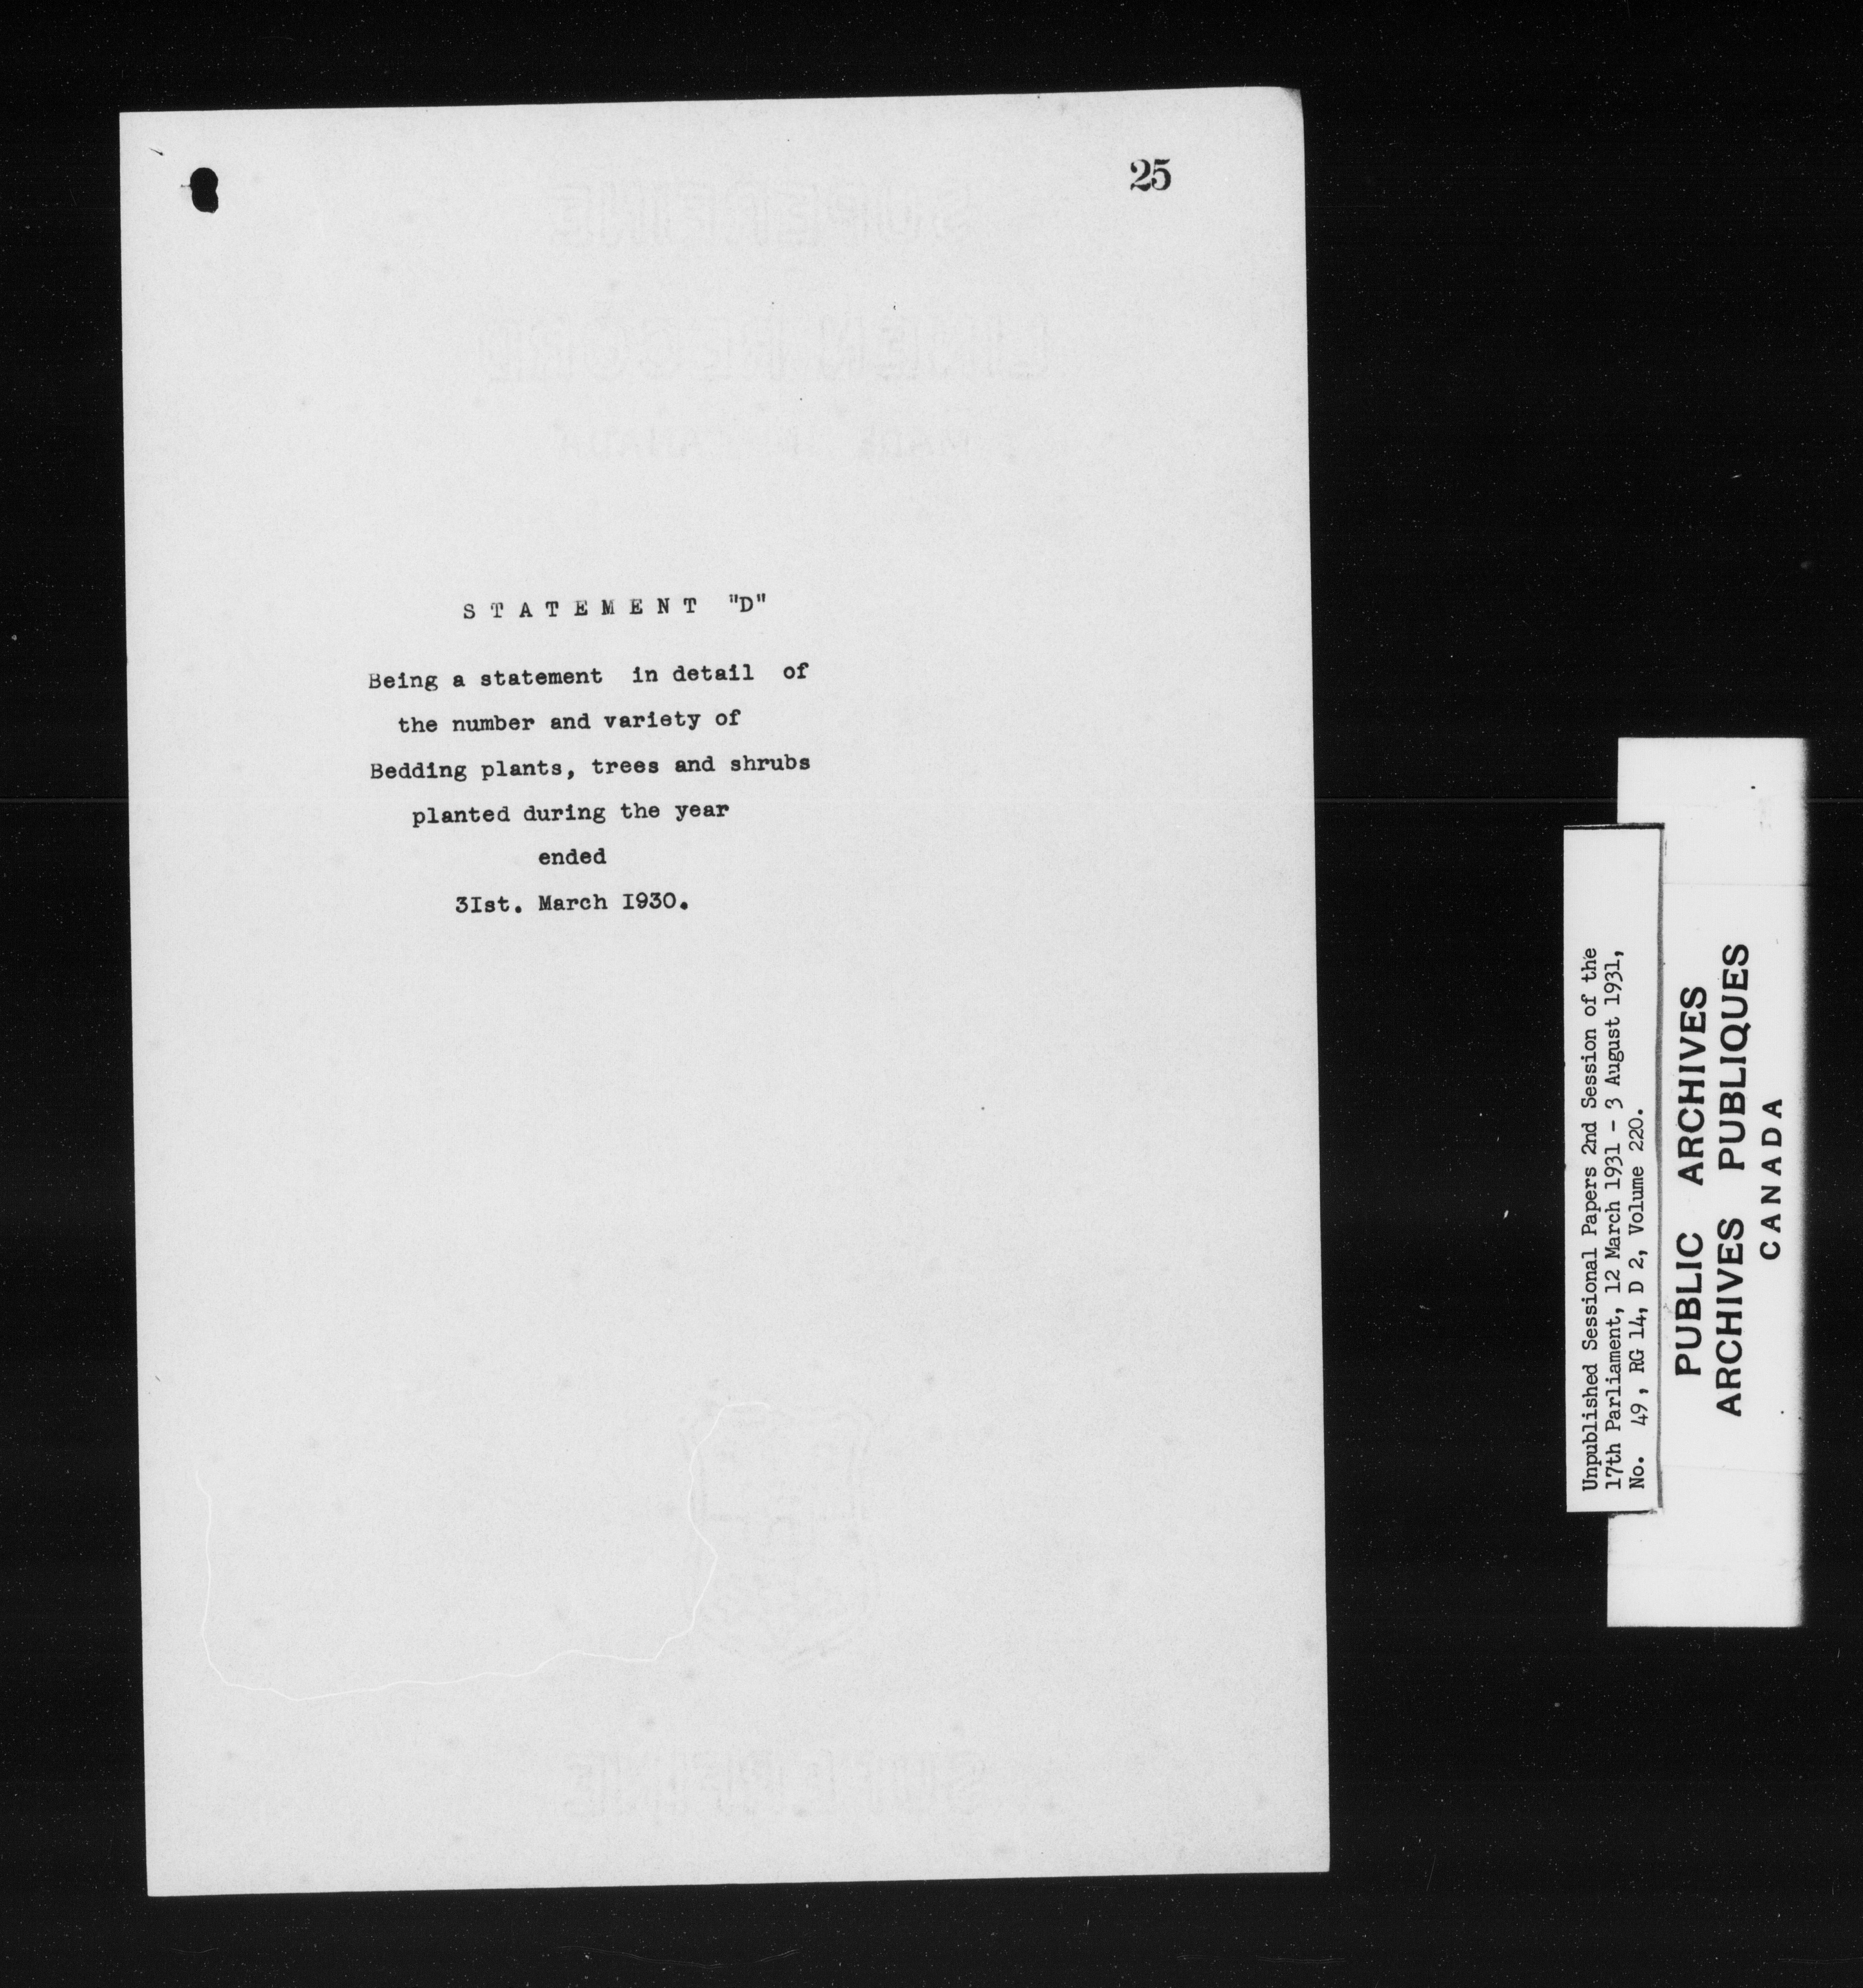 25
S T A T E M E N T "D"
Being a statement in detail of
the number and variety of
Bedding plants, trees and shrubs
planted during the year
ended
3Ist. March I930.
Unpublished Sessional Papers 2nd Session of the
17th Parliament, 12 March 1931 - 3 August 1931,
No. 49, RG 14, D 2, Volume 220.
PUBLIC ARCHIVES
ARCHIVES PUBLIQUES
CANADA